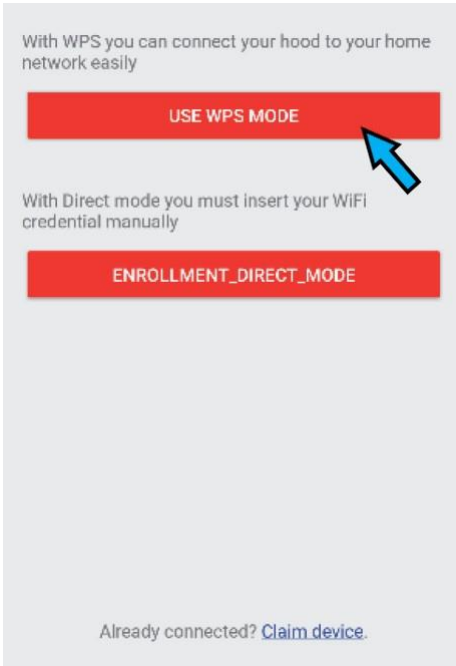 With WPS you can connect your hood to your home
network easily
USE WPS MODE
With Direct mode you must insert your WiFi
credential manually
ENROLLMENT_DIRECT_MODE
Already connected? Claim device.